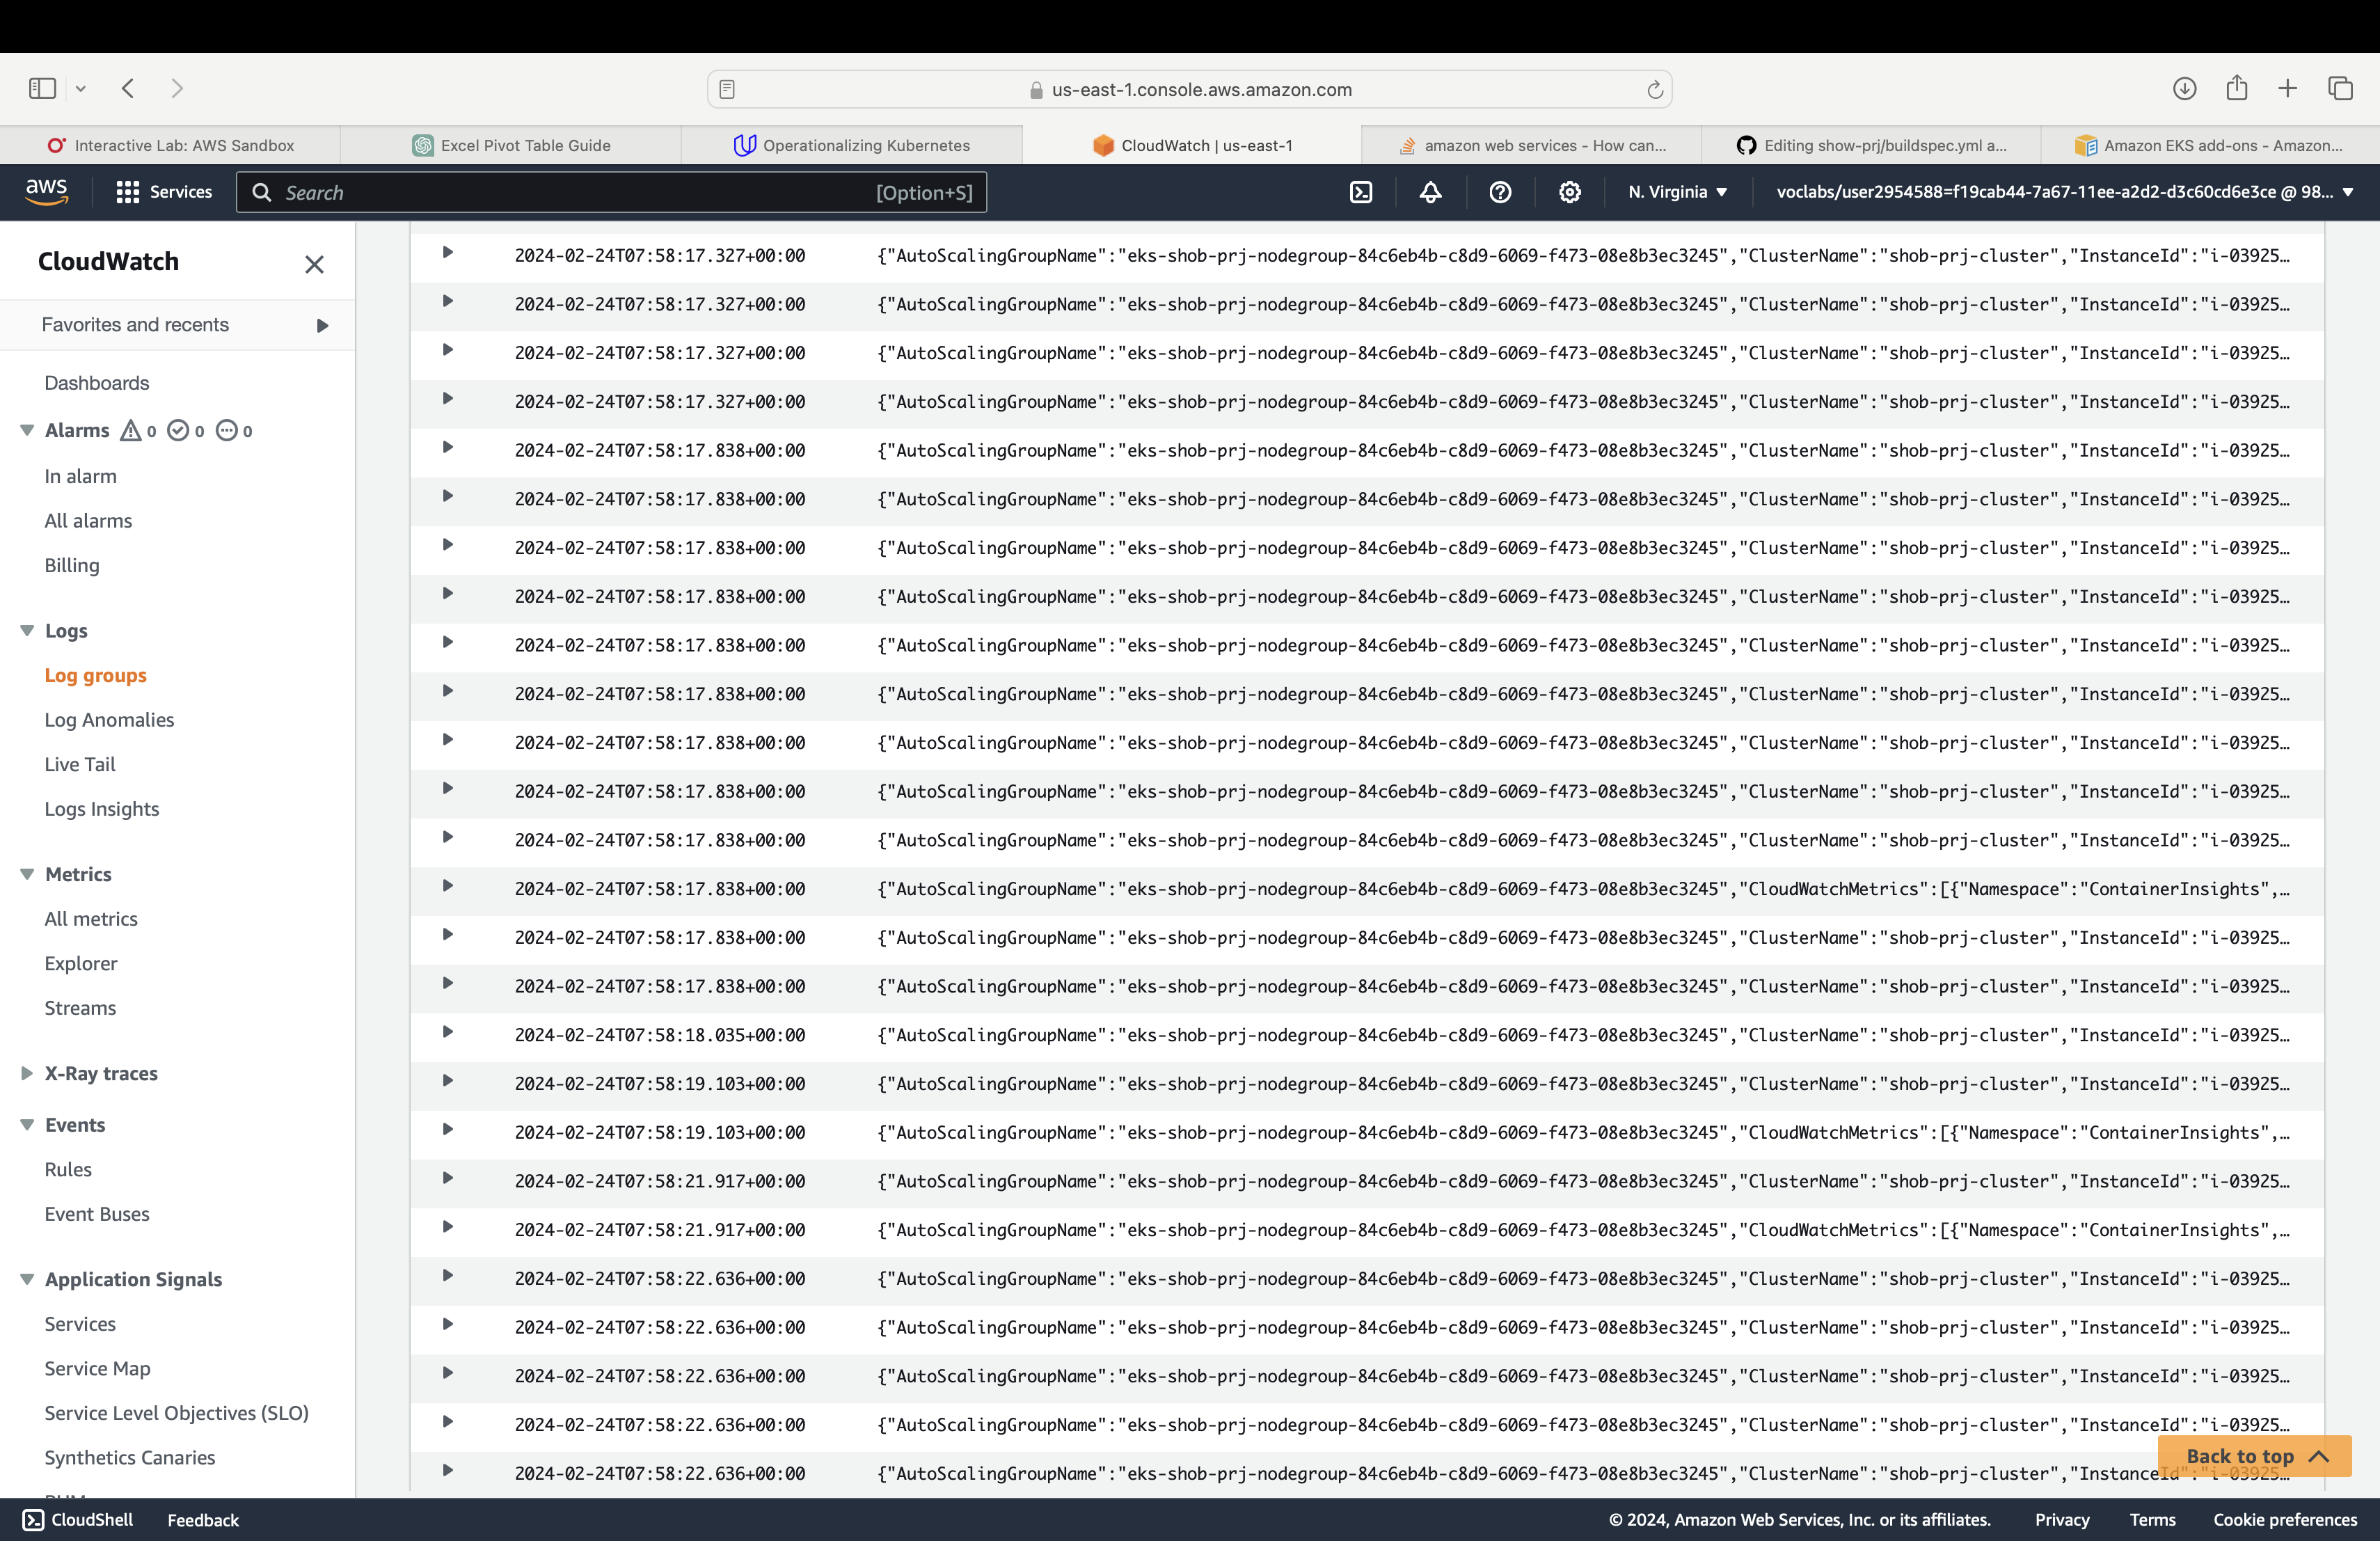 us-east-1.console.aws.amazon.com
Interactive Lab: AWS Sandbox
Excel Pivot Table Guide
Operationalizing Kubernetes
CloudWatch | us-east-1
amazon web services - How can...
Editing show-prj/buildspec.yml a...
Amazon EKS add-ons - Amazon...
aws
Services
Search
[Option+S]
N. Virginia
voclabs/user2954588=f19cab44-7a67-11ee-a2d2-d3c60cd6e3ce @ 98...
CloudWatch
Favorites and recents
Dashboards
Alarms 0 0 0
In alarm
All alarms
Billing
Logs
Log groups
Log Anomalies
Live Tail
Logs Insights
Metrics
All metrics
Explorer
Streams
X-Ray traces
Events
Rules
Event Buses
Application Signals
Services
Service Map
Service Level Objectives (SLO)
Synthetics Canaries
2024-02-24T07:58:17.327+00:00 {"AutoScalingGroupName":"eks-shob-prj-nodegroup-84c6eb4b-c8d9-6069-f473-08e8b3ec3245","ClusterName":"shob-prj-cluster","InstanceId":"i-03925…
2024-02-24T07:58:17.327+00:00 {"AutoScalingGroupName":"eks-shob-prj-nodegroup-84c6eb4b-c8d9-6069-f473-08e8b3ec3245","ClusterName":"shob-prj-cluster","InstanceId":"i-03925…
2024-02-24T07:58:17.327+00:00 {"AutoScalingGroupName":"eks-shob-prj-nodegroup-84c6eb4b-c8d9-6069-f473-08e8b3ec3245","ClusterName":"shob-prj-cluster","InstanceId":"i-03925…
2024-02-24T07:58:17.327+00:00 {"AutoScalingGroupName":"eks-shob-prj-nodegroup-84c6eb4b-c8d9-6069-f473-08e8b3ec3245","ClusterName":"shob-prj-cluster","InstanceId":"i-03925…
2024-02-24T07:58:17.838+00:00 {"AutoScalingGroupName":"eks-shob-prj-nodegroup-84c6eb4b-c8d9-6069-f473-08e8b3ec3245","ClusterName":"shob-prj-cluster","InstanceId":"i-03925…
2024-02-24T07:58:17.838+00:00 {"AutoScalingGroupName":"eks-shob-prj-nodegroup-84c6eb4b-c8d9-6069-f473-08e8b3ec3245","ClusterName":"shob-prj-cluster","InstanceId":"i-03925…
2024-02-24T07:58:17.838+00:00 {"AutoScalingGroupName":"eks-shob-prj-nodegroup-84c6eb4b-c8d9-6069-f473-08e8b3ec3245","ClusterName":"shob-prj-cluster","InstanceId":"i-03925…
2024-02-24T07:58:17.838+00:00 {"AutoScalingGroupName":"eks-shob-prj-nodegroup-84c6eb4b-c8d9-6069-f473-08e8b3ec3245","ClusterName":"shob-prj-cluster","InstanceId":"i-03925…
2024-02-24T07:58:17.838+00:00 {"AutoScalingGroupName":"eks-shob-prj-nodegroup-84c6eb4b-c8d9-6069-f473-08e8b3ec3245","ClusterName":"shob-prj-cluster","InstanceId":"i-03925…
2024-02-24T07:58:17.838+00:00 {"AutoScalingGroupName":"eks-shob-prj-nodegroup-84c6eb4b-c8d9-6069-f473-08e8b3ec3245","ClusterName":"shob-prj-cluster","InstanceId":"i-03925…
2024-02-24T07:58:17.838+00:00 {"AutoScalingGroupName":"eks-shob-prj-nodegroup-84c6eb4b-c8d9-6069-f473-08e8b3ec3245","ClusterName":"shob-prj-cluster","InstanceId":"i-03925…
2024-02-24T07:58:17.838+00:00 {"AutoScalingGroupName":"eks-shob-prj-nodegroup-84c6eb4b-c8d9-6069-f473-08e8b3ec3245","ClusterName":"shob-prj-cluster","InstanceId":"i-03925…
2024-02-24T07:58:17.838+00:00 {"AutoScalingGroupName":"eks-shob-prj-nodegroup-84c6eb4b-c8d9-6069-f473-08e8b3ec3245","ClusterName":"shob-prj-cluster","InstanceId":"i-03925…
2024-02-24T07:58:17.838+00:00 {"AutoScalingGroupName":"eks-shob-prj-nodegroup-84c6eb4b-c8d9-6069-f473-08e8b3ec3245","CloudWatchMetrics":[{"Namespace":"ContainerInsights",…
2024-02-24T07:58:17.838+00:00 {"AutoScalingGroupName":"eks-shob-prj-nodegroup-84c6eb4b-c8d9-6069-f473-08e8b3ec3245","ClusterName":"shob-prj-cluster","InstanceId":"i-03925…
2024-02-24T07:58:17.838+00:00 {"AutoScalingGroupName":"eks-shob-prj-nodegroup-84c6eb4b-c8d9-6069-f473-08e8b3ec3245","ClusterName":"shob-prj-cluster","InstanceId":"i-03925…
2024-02-24T07:58:18.035+00:00 {"AutoScalingGroupName":"eks-shob-prj-nodegroup-84c6eb4b-c8d9-6069-f473-08e8b3ec3245","ClusterName":"shob-prj-cluster","InstanceId":"i-03925…
2024-02-24T07:58:19.103+00:00 {"AutoScalingGroupName":"eks-shob-prj-nodegroup-84c6eb4b-c8d9-6069-f473-08e8b3ec3245","ClusterName":"shob-prj-cluster","InstanceId":"i-03925…
2024-02-24T07:58:19.103+00:00 {"AutoScalingGroupName":"eks-shob-prj-nodegroup-84c6eb4b-c8d9-6069-f473-08e8b3ec3245","CloudWatchMetrics":[{"Namespace":"ContainerInsights",…
2024-02-24T07:58:21.917+00:00 {"AutoScalingGroupName":"eks-shob-prj-nodegroup-84c6eb4b-c8d9-6069-f473-08e8b3ec3245","ClusterName":"shob-prj-cluster","InstanceId":"i-03925…
2024-02-24T07:58:21.917+00:00 {"AutoScalingGroupName":"eks-shob-prj-nodegroup-84c6eb4b-c8d9-6069-f473-08e8b3ec3245","CloudWatchMetrics":[{"Namespace":"ContainerInsights",…
2024-02-24T07:58:22.636+00:00 {"AutoScalingGroupName":"eks-shob-prj-nodegroup-84c6eb4b-c8d9-6069-f473-08e8b3ec3245","ClusterName":"shob-prj-cluster","InstanceId":"i-03925…
2024-02-24T07:58:22.636+00:00 {"AutoScalingGroupName":"eks-shob-prj-nodegroup-84c6eb4b-c8d9-6069-f473-08e8b3ec3245","ClusterName":"shob-prj-cluster","InstanceId":"i-03925…
2024-02-24T07:58:22.636+00:00 {"AutoScalingGroupName":"eks-shob-prj-nodegroup-84c6eb4b-c8d9-6069-f473-08e8b3ec3245","ClusterName":"shob-prj-cluster","InstanceId":"i-03925…
2024-02-24T07:58:22.636+00:00 {"AutoScalingGroupName":"eks-shob-prj-nodegroup-84c6eb4b-c8d9-6069-f473-08e8b3ec3245","ClusterName":"shob-prj-cluster","InstanceId":"i-03925…
2024-02-24T07:58:22.636+00:00 {"AutoScalingGroupName":"eks-shob-prj-nodegroup-84c6eb4b-c8d9-6069-f473-08e8b3ec3245","ClusterName":"shob-prj-cluster","InstanceId":"i-03925…
Back to top
CloudShell
Feedback
© 2024, Amazon Web Services, Inc. or its affiliates.
Privacy
Terms
Cookie preferences